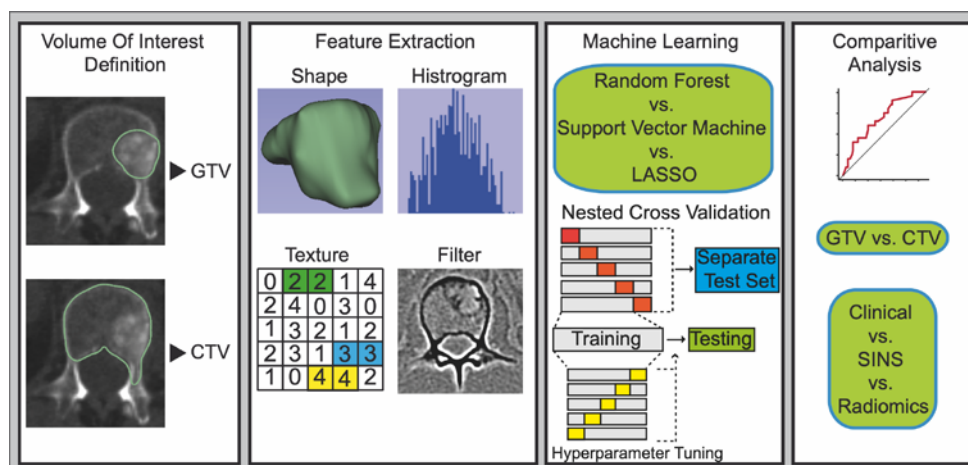 Volume Of Interest
Definition
GTV
CTV
Feature Extraction
Shape
Histrogram
Texture
Filter
0 2 2 1 4
2 4 0 3 0
1 3 2 1 2
2 3 1 3 3
1 0 4 4 2
Machine Learning
Random Forest
vs.
Support Vector Machine
vs.
LASSO
Nested Cross Validation
Separate
Test Set
Training
Testing
Hyperparameter Tuning
Comparitive
Analysis
GTV vs. CTV
Clinical
vs.
SINS
vs.
Radiomics